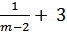 1/(m−2) + 3